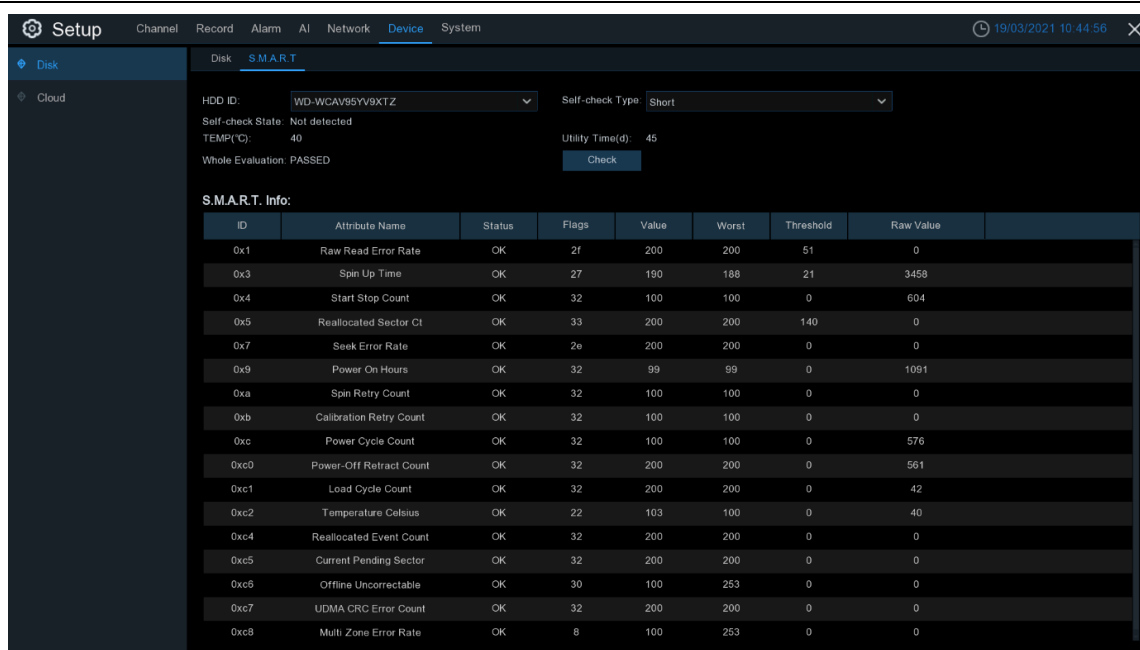 Setup Channel Record Alarm AI Network Device System 19/03/2021 10:44:56
Disk
Cloud
Disk S.M.A.R.T
HDD ID: WD-WCAV95YV9XTZ Self-check Type: Short
Self-check State: Not detected
TEMP(℃): 40 Utility Time(d): 45
Whole Evaluation: PASSED Check
S.M.A.R.T. Info:
ID Attribute Name Status Flags Value Worst Threshold Raw Value
0x1 Raw Read Error Rate OK 2f 200 200 51 0
0x3 Spin Up Time OK 27 190 188 21 3458
0x4 Start Stop Count OK 32 100 100 0 604
0x5 Reallocated Sector Ct OK 33 200 200 140 0
0x7 Seek Error Rate OK 2e 200 200 0 0
0x9 Power On Hours OK 32 99 99 0 1091
0xa Spin Retry Count OK 32 100 100 0 0
0xb Calibration Retry Count OK 32 100 100 0 0
0xc Power Cycle Count OK 32 100 100 0 576
0xc0 Power-Off Retract Count OK 32 200 200 0 561
0xc1 Load Cycle Count OK 32 200 200 0 42
0xc2 Temperature Celsius OK 22 103 100 0 40
0xc4 Reallocated Event Count OK 32 200 200 0 0
0xc5 Current Pending Sector OK 32 200 200 0 0
0xc6 Offline Uncorrectable OK 30 100 253 0 0
0xc7 UDMA CRC Error Count OK 32 200 200 0 0
0xc8 Multi Zone Error Rate OK 8 100 253 0 0